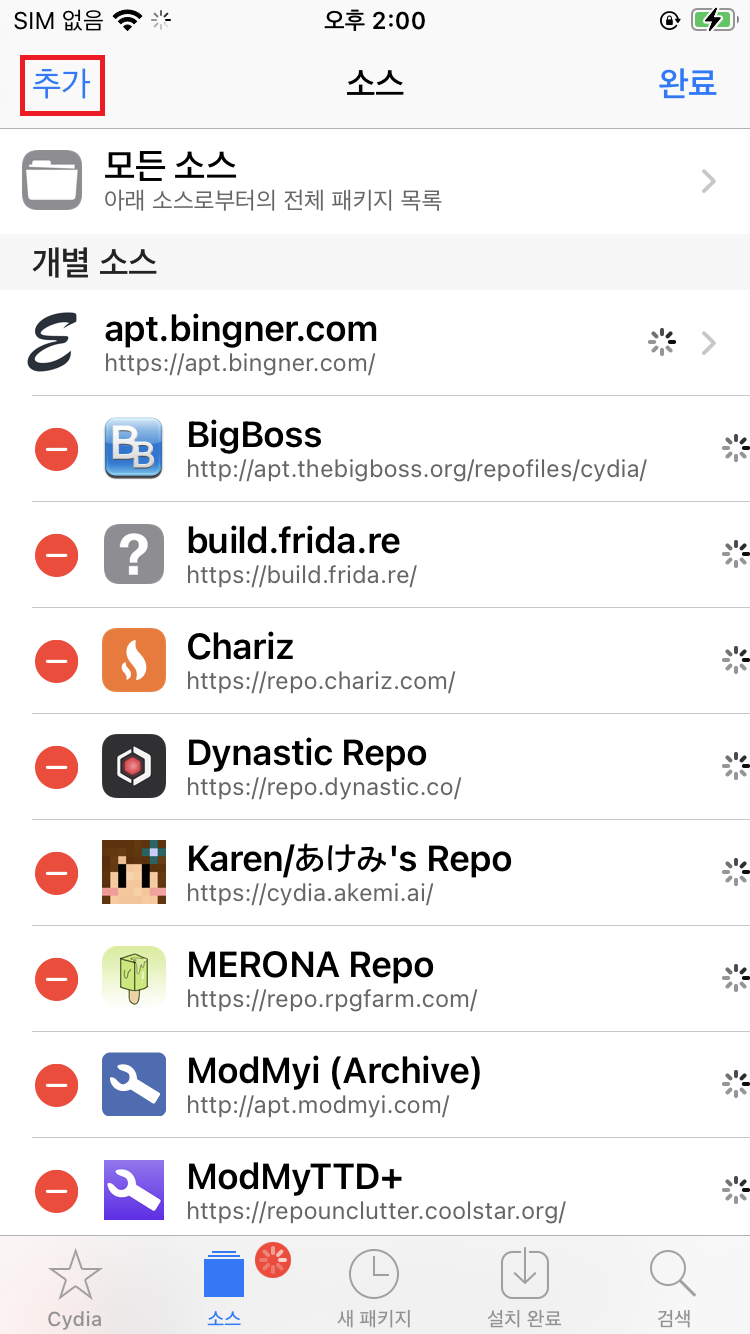 SIM 없음 오후 2:00
추가 소스 완료
모든 소스
아래 소스로부터의 전체 패키지 목록
개별 소스
apt.bingner.com
https://apt.bingner.com/
BigBoss
http://apt.thebigboss.org/repofiles/cydia/
build.frida.re
https://build.frida.re/
Chariz
https://repo.chariz.com/
Dynastic Repo
https://repo.dynastic.co/
Karen/あけみ's Repo
https://cydia.akemi.ai/
MERONA Repo
https://repo.rpgfarm.com/
ModMyi (Archive)
http://apt.modmyi.com/
ModMyTTD+
https://repounclutter.coolstar.org/
Cydia 소스 새 패키지 설치 완료 검색